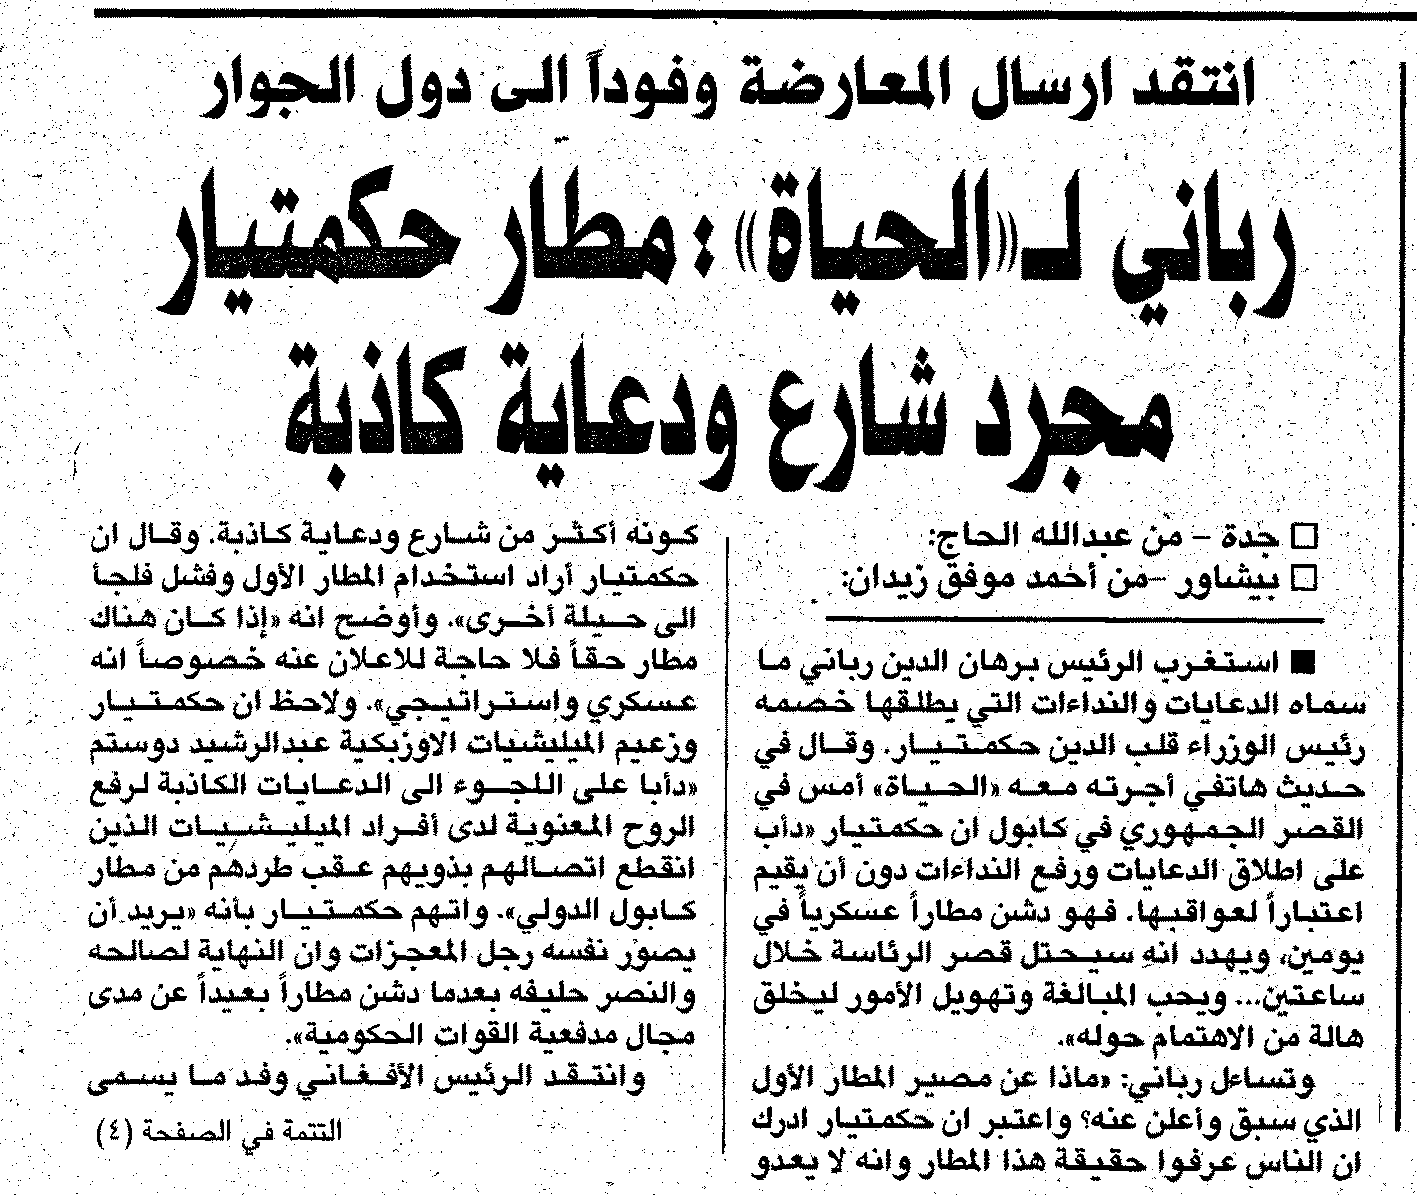 انتقد ارسال المعارضة وفوداً الى دول الجوار
رباني لـ«الحياة»: مطار حكمتيار
مجرد شارع ودعاية كاذبة
□ جدة – من عبدالله الحاج:
□ بيشاور –من أحمد موفق زيدان:
■ استغرب الرئيس برهان الدين رباني ما
سماه الدعايات والنداءات التي يطلقها خصمه
رئيس الوزراء قلب الدين حكمتيار. وقال في
حديث هاتفي أجرته معه «الحياة» أمس في
القصر الجمهوري في كابول ان حكمتيار «دأب
على اطلاق الدعايات ورفع النداءات دون أن يقيم
اعتباراً لعواقبها. فهو دشن مطاراً عسكرياً في
يومين، ويهدد انه سيحتل قصر الرئاسة خلال
ساعتين... ويحب المبالغة وتهويل الأمور ليخلق
هالة من الاهتمام حوله».
وتساءل رباني: «ماذا عن مصير المطار الأول
الذي سبق وأعلن عنه؟ واعتبر ان حكمتيار ادرك
ان الناس عرفوا حقيقة هذا المطار وانه لا يعدو
كونه أكثر من شارع ودعاية كاذبة. وقال ان
حكمتيار أراد استخدام المطار الأول وفشل فلجأ
الى حيلة أخرى». وأوضح انه «إذا كان هناك
مطار حقاً فلا حاجة للاعلان عنه خصوصاً انه
عسكري واستراتيجي». ولاحظ ان حكمتيار
وزعيم الميليشيات الاوزبكية عبدالرشيد دوستم
«دأبا على اللجوء الى الدعايات الكاذبة لرفع
الروح المعنوية لدى أفراد الميليشيات الذين
انقطع اتصالهم بذويهم عقب طردهم من مطار
كابول الدولي». واتهم حكمتيار بأنه «يريد أن
يصور نفسه رجل المعجزات وان النهاية لصالحه
والنصر حليفه بعدما دشن مطاراً بعيداً عن مدى
مجال مدفعية القوات الحكومية».
وانتقد الرئيس الأفغاني وفد ما يسمى
التتمة في الصفحة (٤)